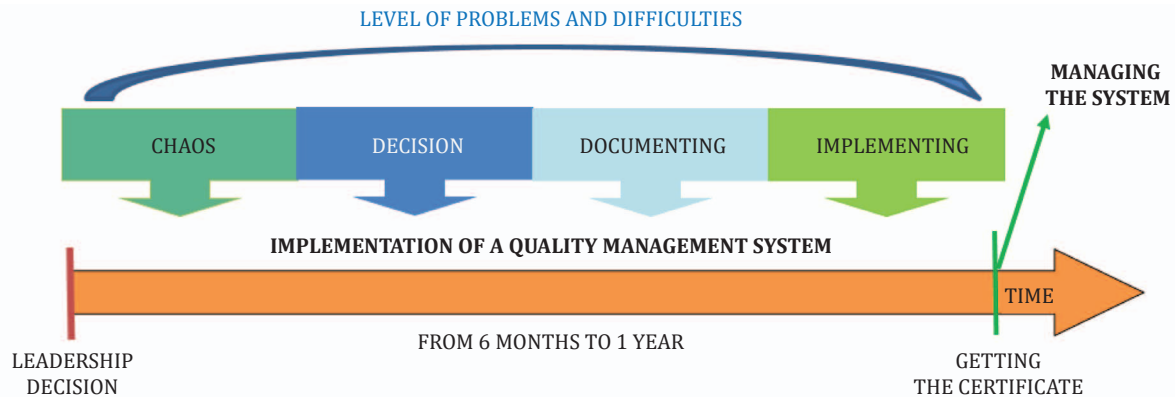 LEVEL OF PROBLEMS AND DIFFICULTIES
MANAGING
THE SYSTEM
CHAOS
DECISION
DOCUMENTING
IMPLEMENTING
IMPLEMENTATION OF A QUALITY MANAGEMENT SYSTEM
TIME
FROM 6 MONTHS TO 1 YEAR
LEADERSHIP
DECISION
GETTING
THE CERTIFICATE